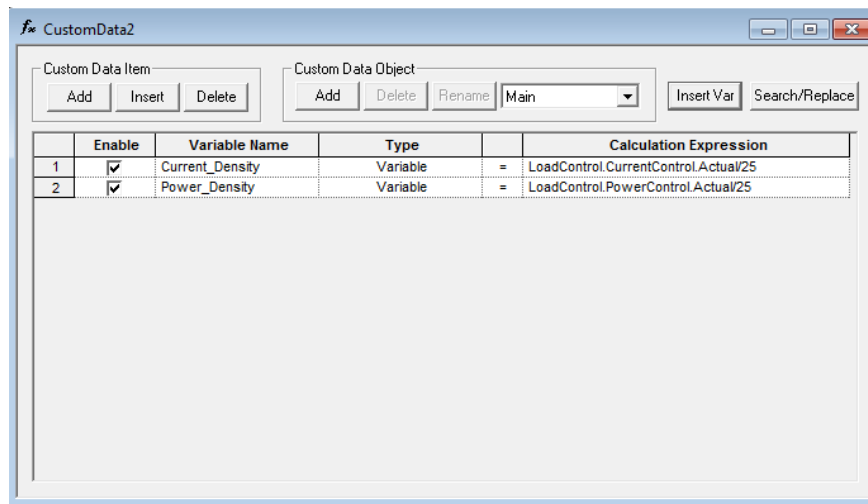 fx CustomData2
Custom Data Item
Add Insert Delete
Custom Data Object
Add Delete Rename Main
Insert Var Search/Replace
Enable Variable Name Type Calculation Expression
1 Current_Density Variable = LoadControl.CurrentControl.Actual/25
2 Power_Density Variable = LoadControl.PowerControl.Actual/25